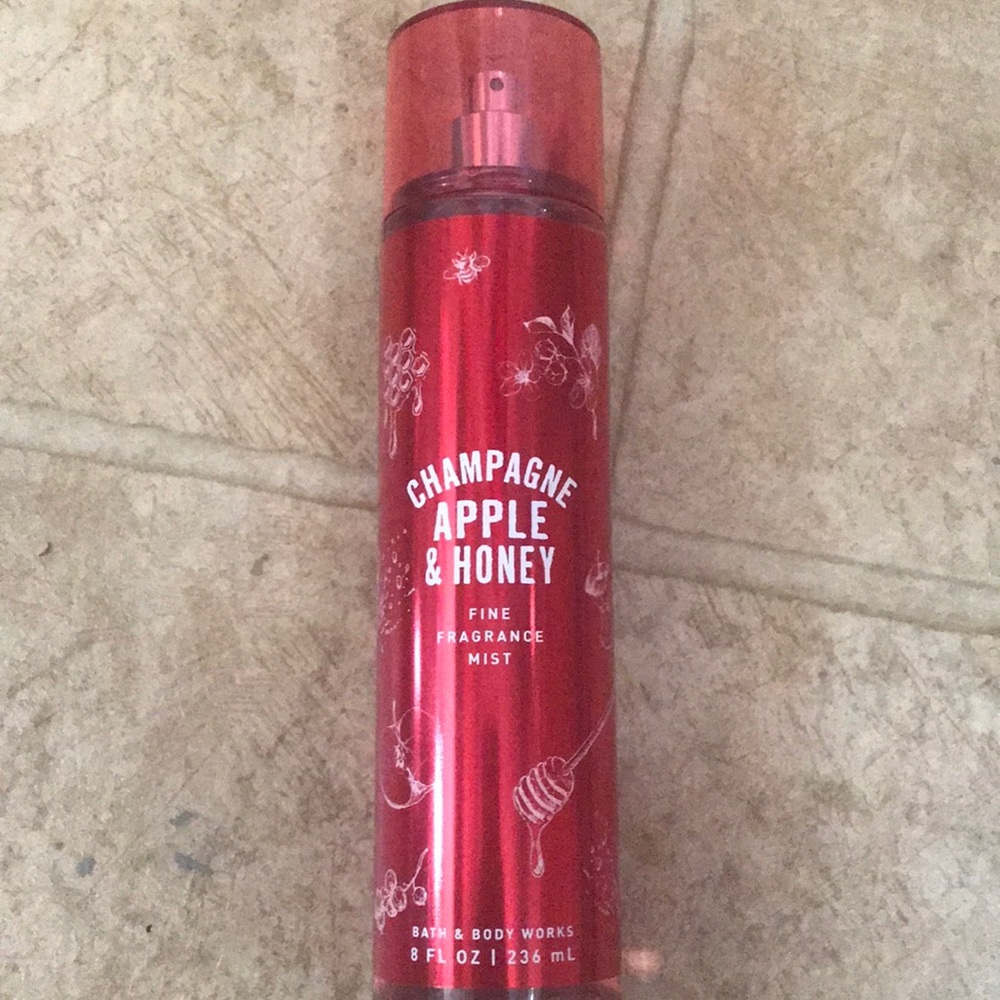 CHAMPAGNE
APPLE
& HONEY
FINE
FRAGRANCE
MIST
BATH & BODY WORKS
8 FL OZ | 236 mL